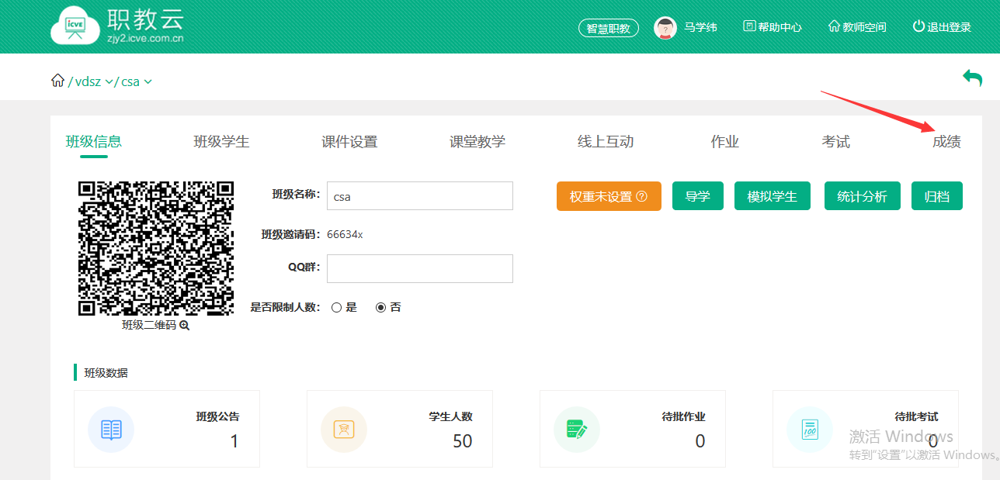 iCVE 职教云
zjy2.icve.com.cn
智慧职教 马学纬 帮助中心 教师空间 退出登录
/ vdsz / csa
班级信息 班级学生 课件设置 课堂教学 线上互动 作业 考试 成绩
班级名称: csa
权重未设置 ? 导学 模拟学生 统计分析 归档
班级邀请码: 66634x
QQ群:
是否限制人数: 是 否
班级二维码
班级数据
班级公告 学生人数 待批作业 待批考试
1 50 0 0
100
激活 Windows
转到“设置”以激活 Windows。